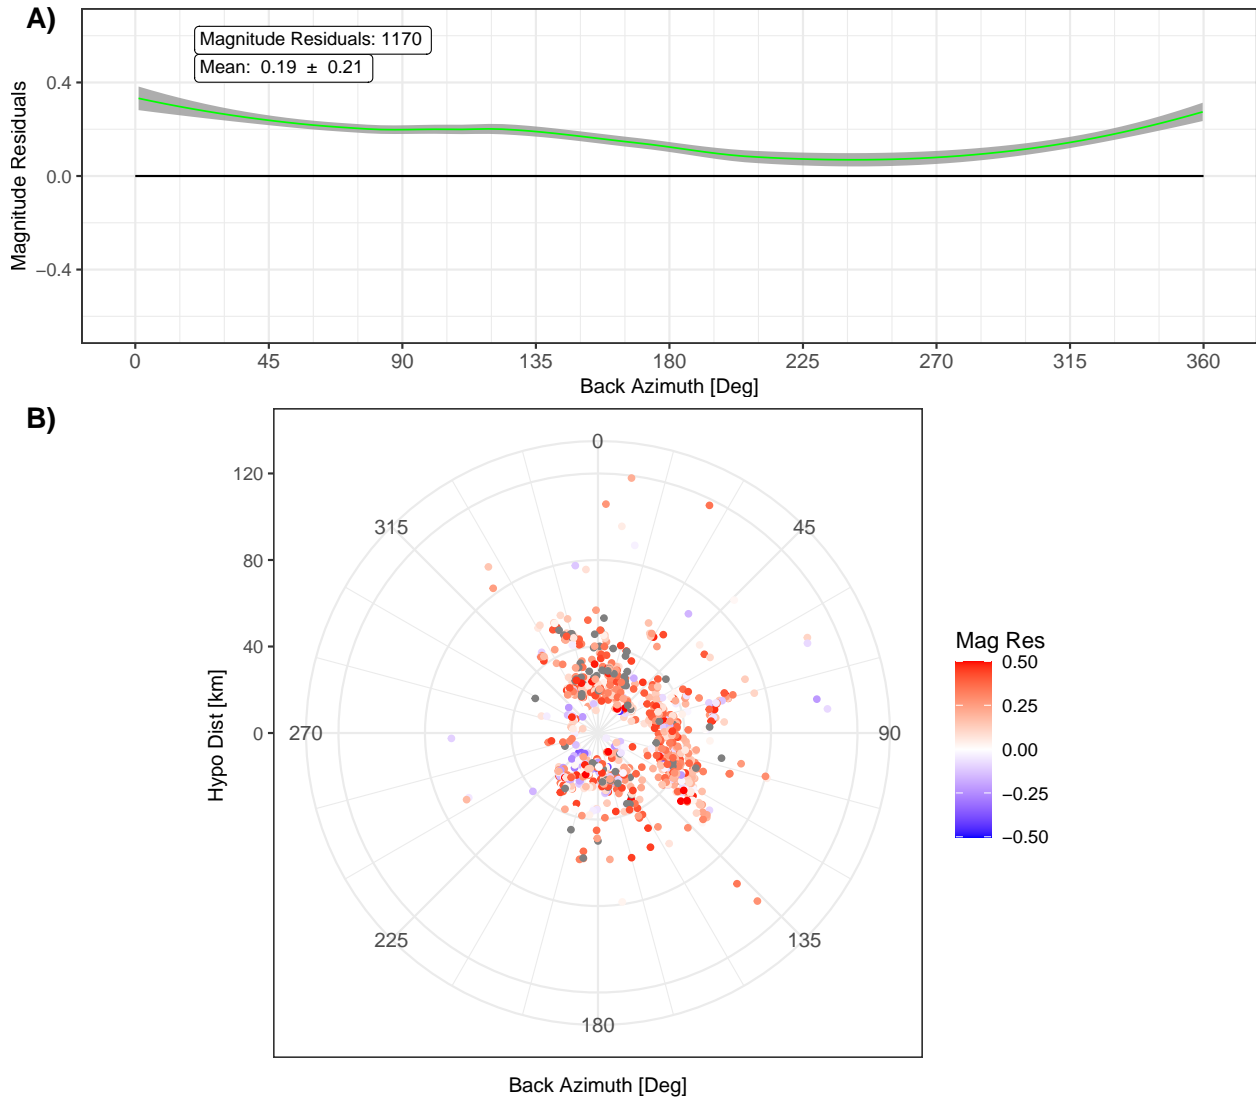 A)
Magnitude Residuals: 1170
Mean:  0.19  ±  0.21
Magnitude Residuals
0.4
0.0
−0.4
0 45 90 135 180 225 270 315 360
Back Azimuth [Deg]
B)
Hypo Dist [km]
120
80
40
0
0
45
90
135
180
225
270
315
Back Azimuth [Deg]
Mag Res
0.50
0.25
0.00
−0.25
−0.50